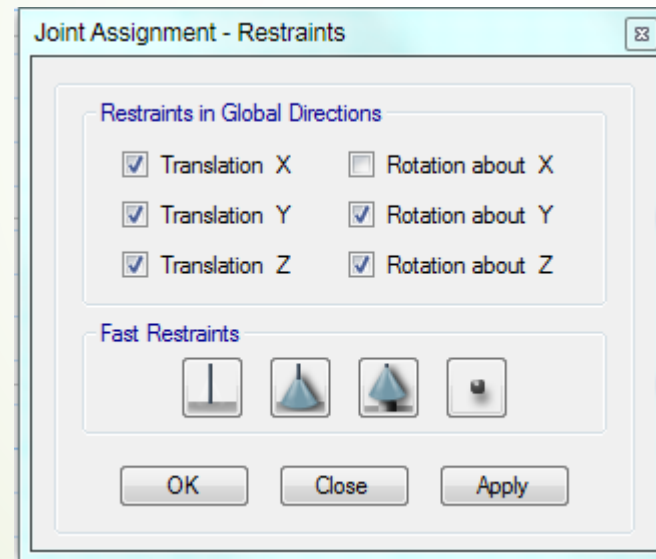 Joint Assignment - Restraints
Restraints in Global Directions
Translation X Rotation about X
Translation Y Rotation about Y
Translation Z Rotation about Z
Fast Restraints
OK Close Apply